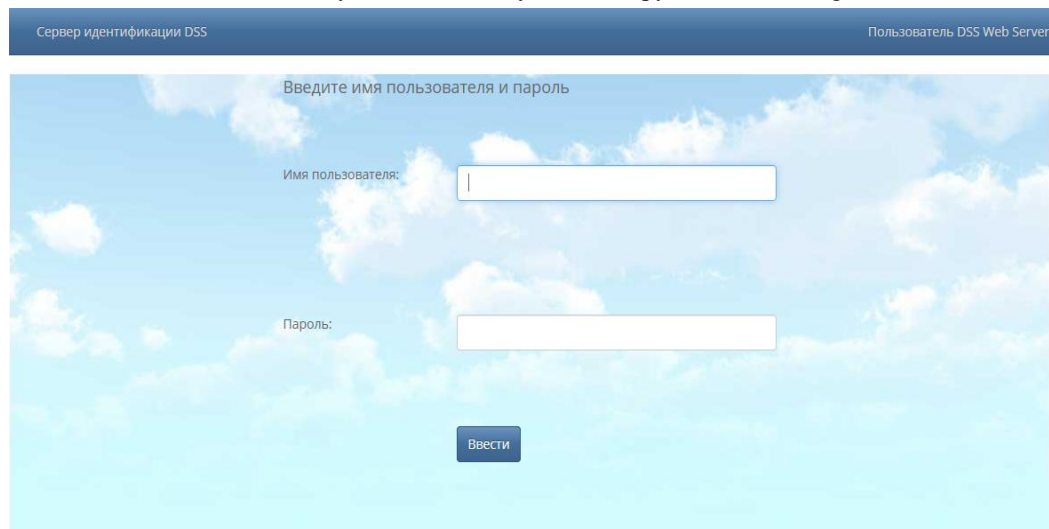 Сервер идентификации DSS
Пользователь DSS Web Server
Введите имя пользователя и пароль
Имя пользователя:
Пароль:
Ввести